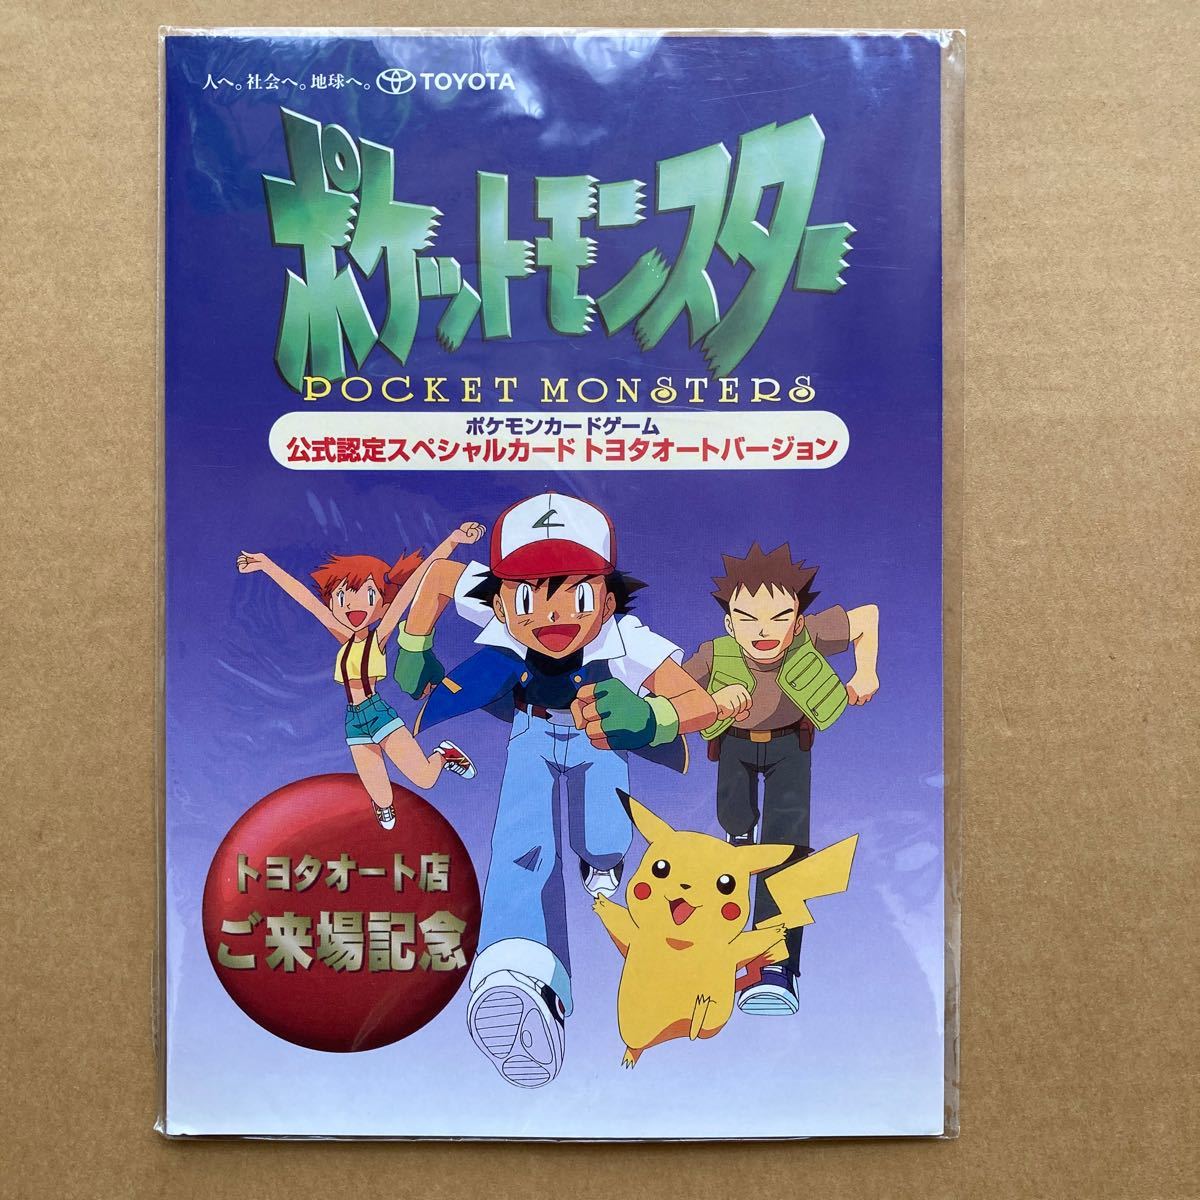 人へ。社会へ。地球へ。 TOYOTA
ポケットモンスター
POCKET MONSTERS
ポケモンカードゲーム
公式認定スペシャルカード トヨタオートバージョン
トヨタオート店
ご来場記念